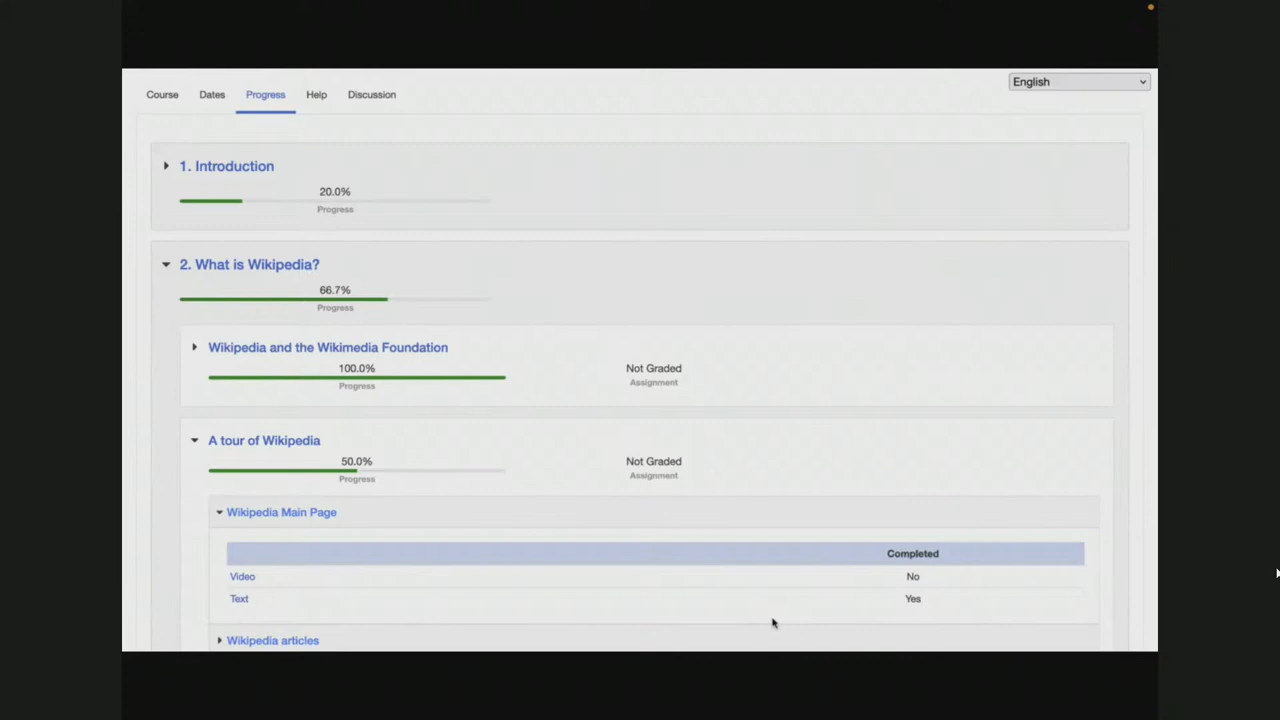 English
Course Dates Progress Help Discussion
1. Introduction
20.0%
Progress
2. What is Wikipedia?
66.7%
Progress
Wikipedia and the Wikimedia Foundation
100.0% Not Graded
Progress Assignment
A tour of Wikipedia
50.0% Not Graded
Progress Assignment
Wikipedia Main Page
Completed
Video No
Text Yes
Wikipedia articles